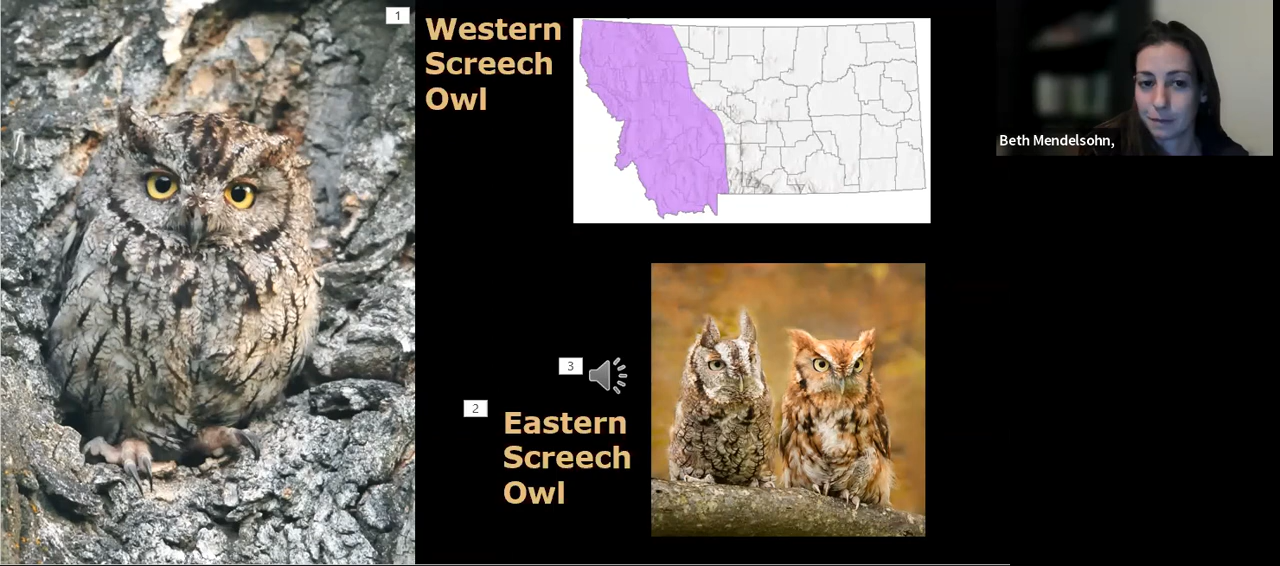 1
Western
Screech
Owl
Beth Mendelsohn,
3
2
Eastern
Screech
Owl